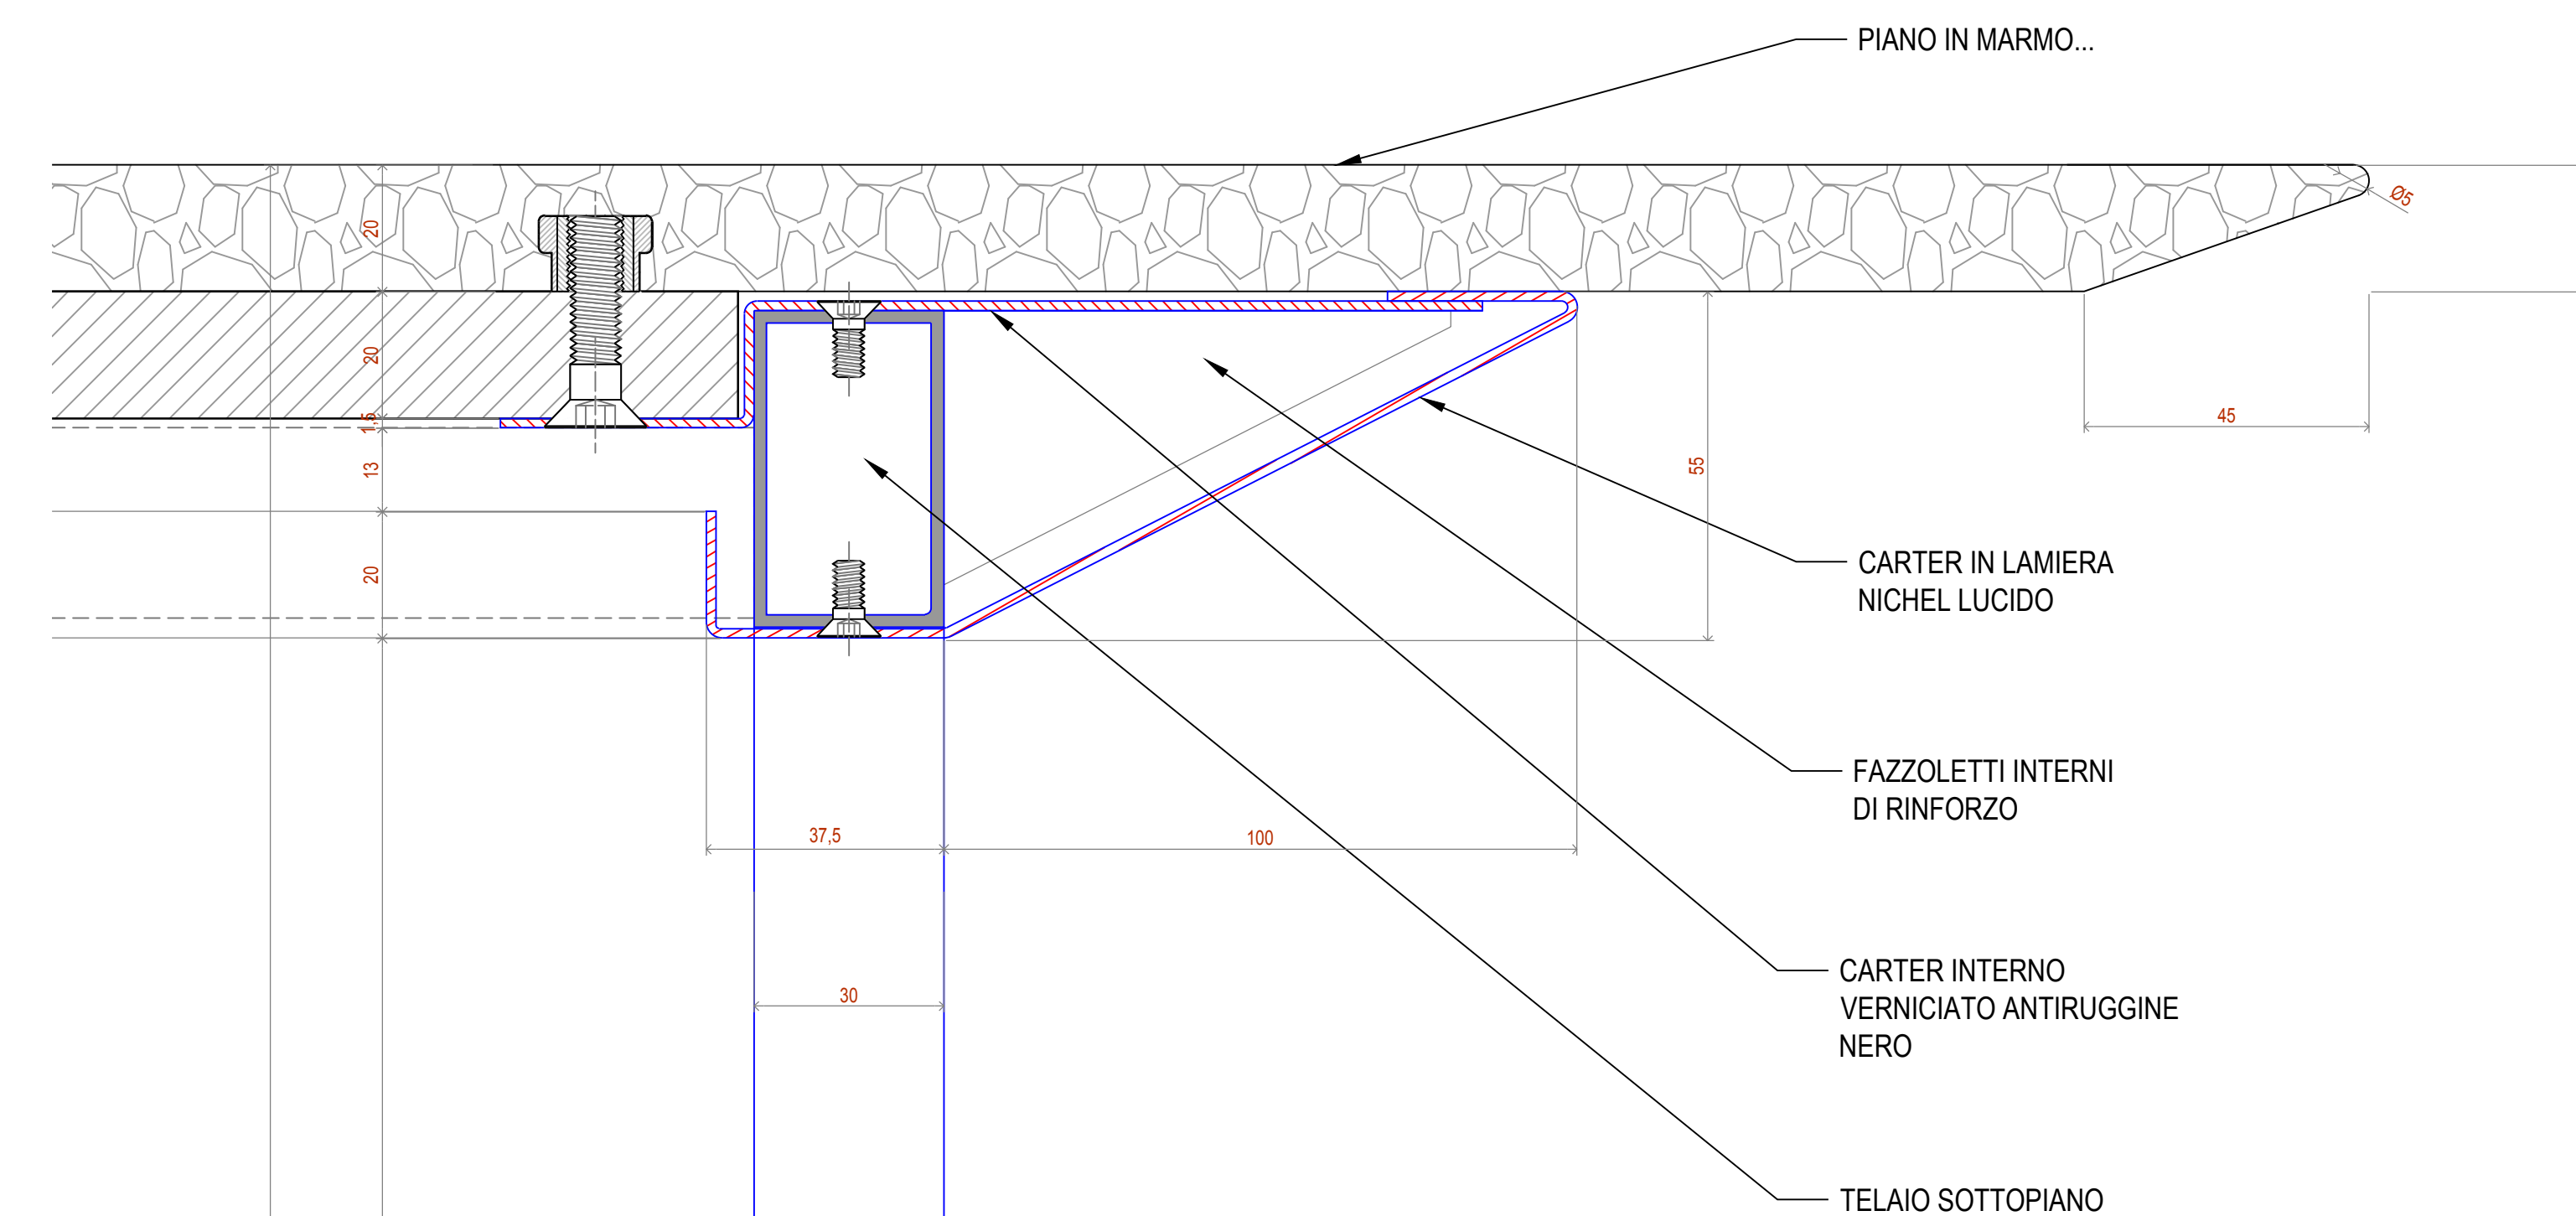 PIANO IN MARMO...
Ø5
20
20
1,5
13
20
45
55
CARTER IN LAMIERA
NICHEL LUCIDO
FAZZOLETTI INTERNI
DI RINFORZO
37,5
100
CARTER INTERNO
VERNICIATO ANTIRUGGINE
NERO
30
TELAIO SOTTOPIANO